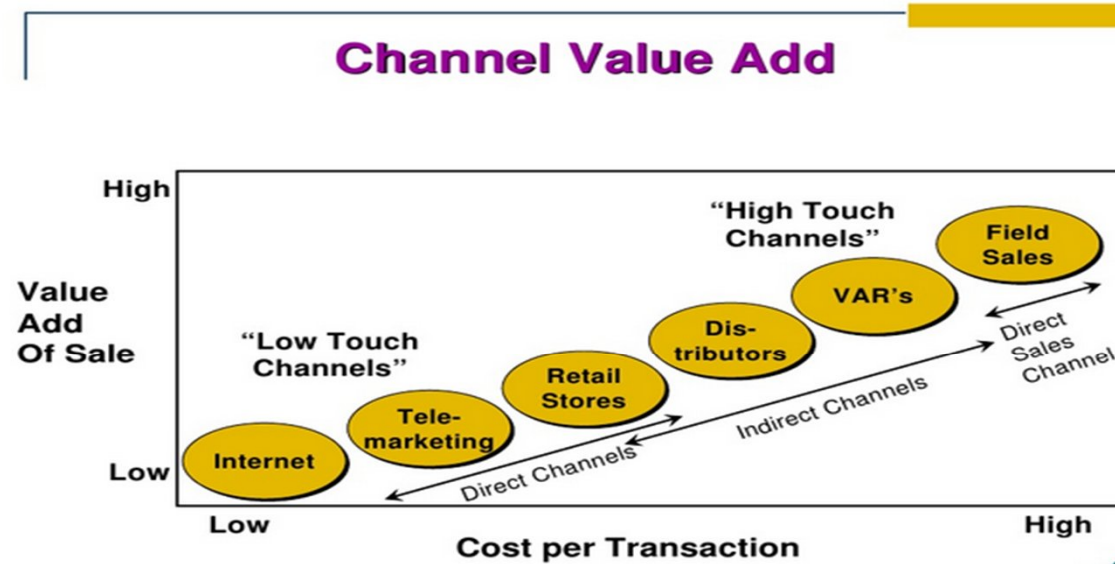 Channel Value Add
High
"High Touch
Channels"
Field
Sales
VAR's
Value
Add
Of Sale
"Low Touch
Channels"
Dis-
tributors
Direct
Sales
Channel
Retail
Stores
Indirect Channels
Tele-
marketing
Internet
Direct Channels
Low
Low
High
Cost per Transaction